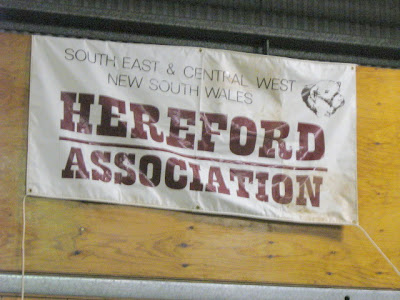 SOUTH EAST & CENTRAL WEST
NEW SOUTH WALES
HEREFORD
ASSOCIATION